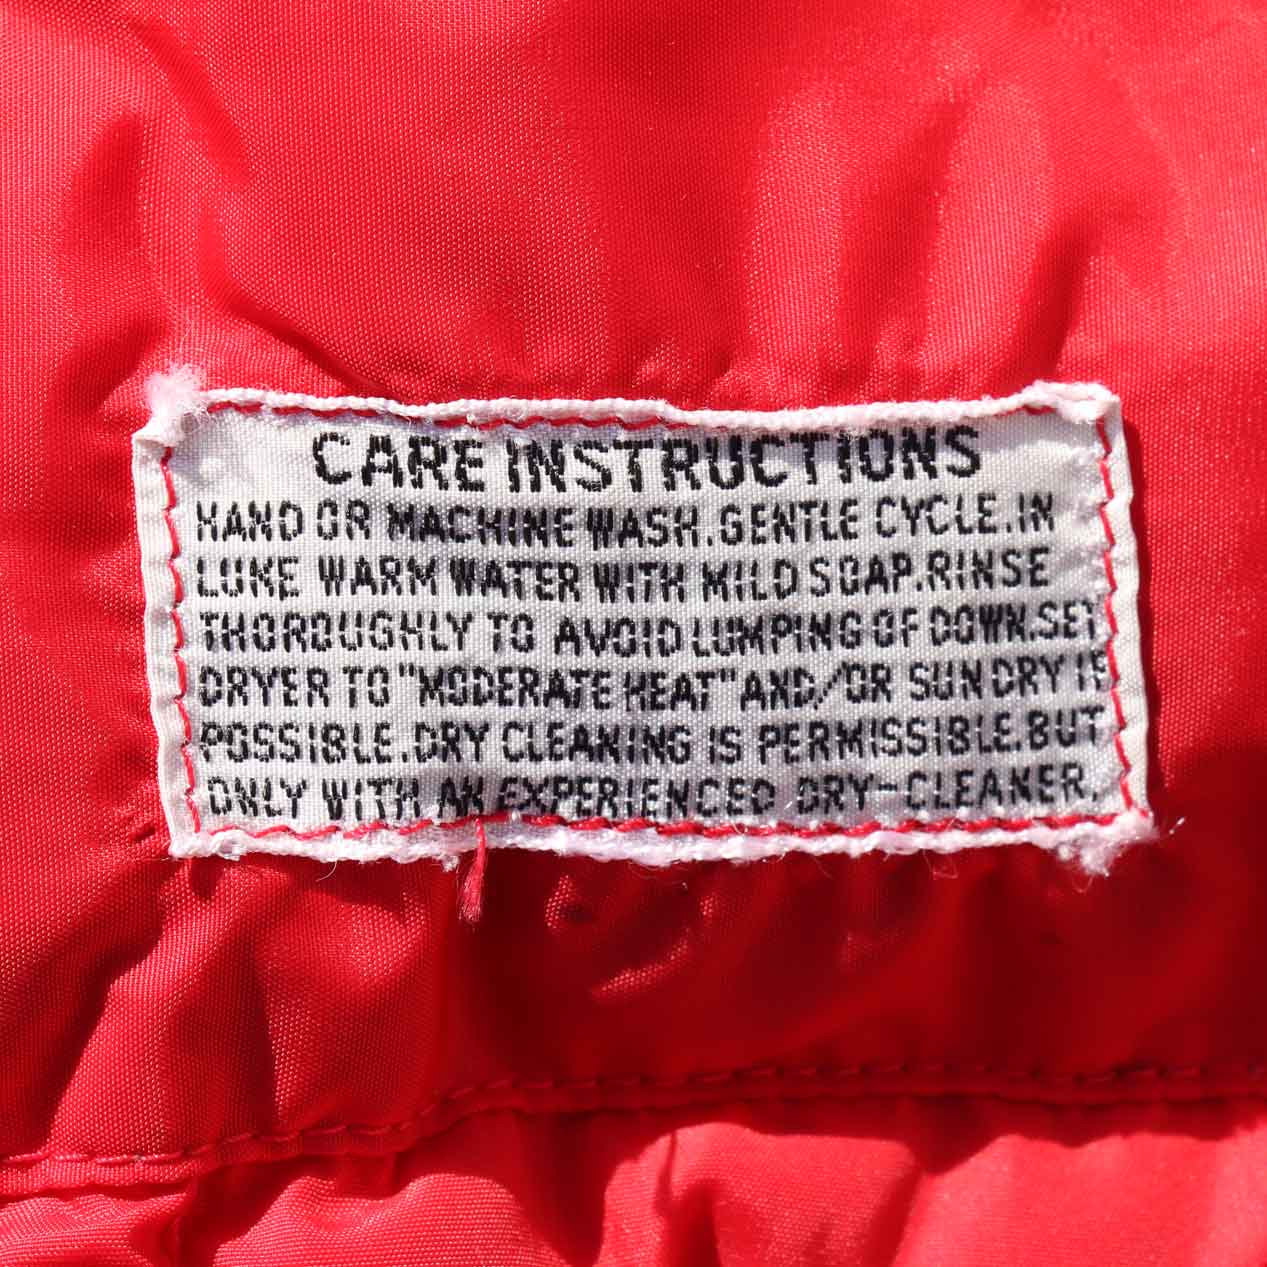 CARE INSTRUCTIONS
HAND OR MACHINE WASH. GENTLE CYCLE. IN
LUKE WARM WATER WITH MILD SOAP. RINSE
THOROUGHLY TO AVOID LUMPING OF DOWN. SET
DRYER TO "MODERATE HEAT" AND/OR SUN DRY IF
POSSIBLE. DRY CLEANING IS PERMISSIBLE. BUT
ONLY WITH AN EXPERIENCED DRY-CLEANER.